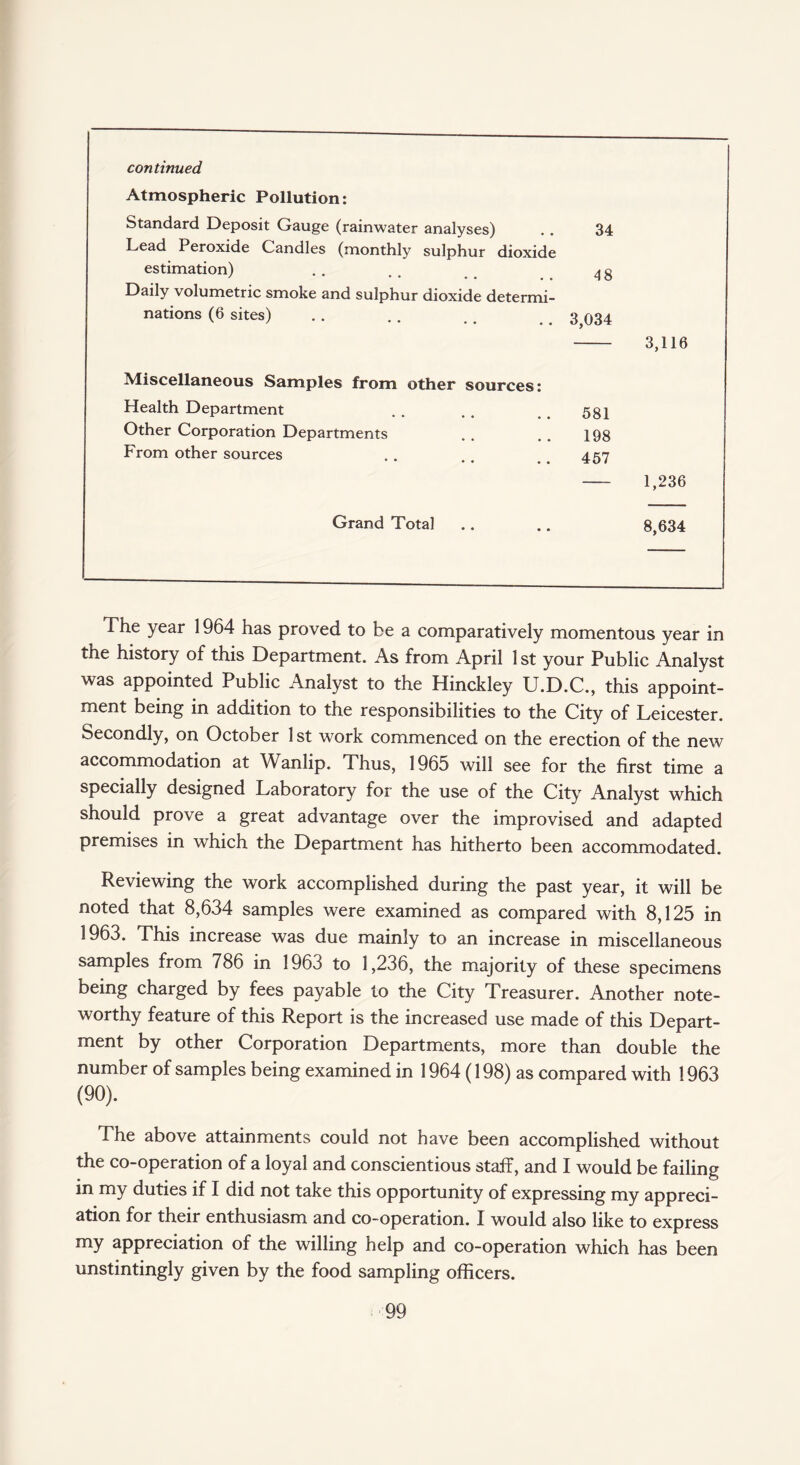 continued
Atmospheric Pollution:
Standard Deposit Gauge (rainwater analyses) .. 34
Lead Peroxide Candles (monthly sulphur dioxide
estimation) .. .. .. .. 48
Daily volumetric smoke and sulphur dioxide determi-
nations (6 sites) .. .. .. .. 3,034
3,116
Miscellaneous Samples from other sources:
Health Department .. .. .. 581
Other Corporation Departments .. .. 198
From other sources .. .. .. 457
1,236
Grand Total .. .. 8,634
The year 1964 has proved to be a comparatively momentous year in
the history of this Department. As from April 1st your Public Analyst
was appointed Public Analyst to the Hinckley U.D.C., this appoint-
ment being in addition to the responsibilities to the City of Leicester.
Secondly, on October 1st work commenced on the erection of the new
accommodation at Wanlip. Thus, 1965 will see for the first time a
specially designed Laboratory for the use of the City Analyst which
should prove a great advantage over the improvised and adapted
premises in which the Department has hitherto been accommodated.
Reviewing the work accomplished during the past year, it will be
noted that 8,634 samples were examined as compared with 8,125 in
1963. This increase was due mainly to an increase in miscellaneous
samples from 786 in 1963 to 1,236, the majority of these specimens
being charged by fees payable to the City Treasurer. Another note-
worthy feature of this Report is the increased use made of this Depart-
ment by other Corporation Departments, more than double the
number of samples being examined in 1964 (198) as compared with 1963
(90).
The above attainments could not have been accomplished without
the co-operation of a loyal and conscientious staff, and I would be failing
in my duties if I did not take this opportunity of expressing my appreci-
ation for their enthusiasm and co-operation. I would also like to express
my appreciation of the willing help and co-operation which has been
unstintingly given by the food sampling officers.
99